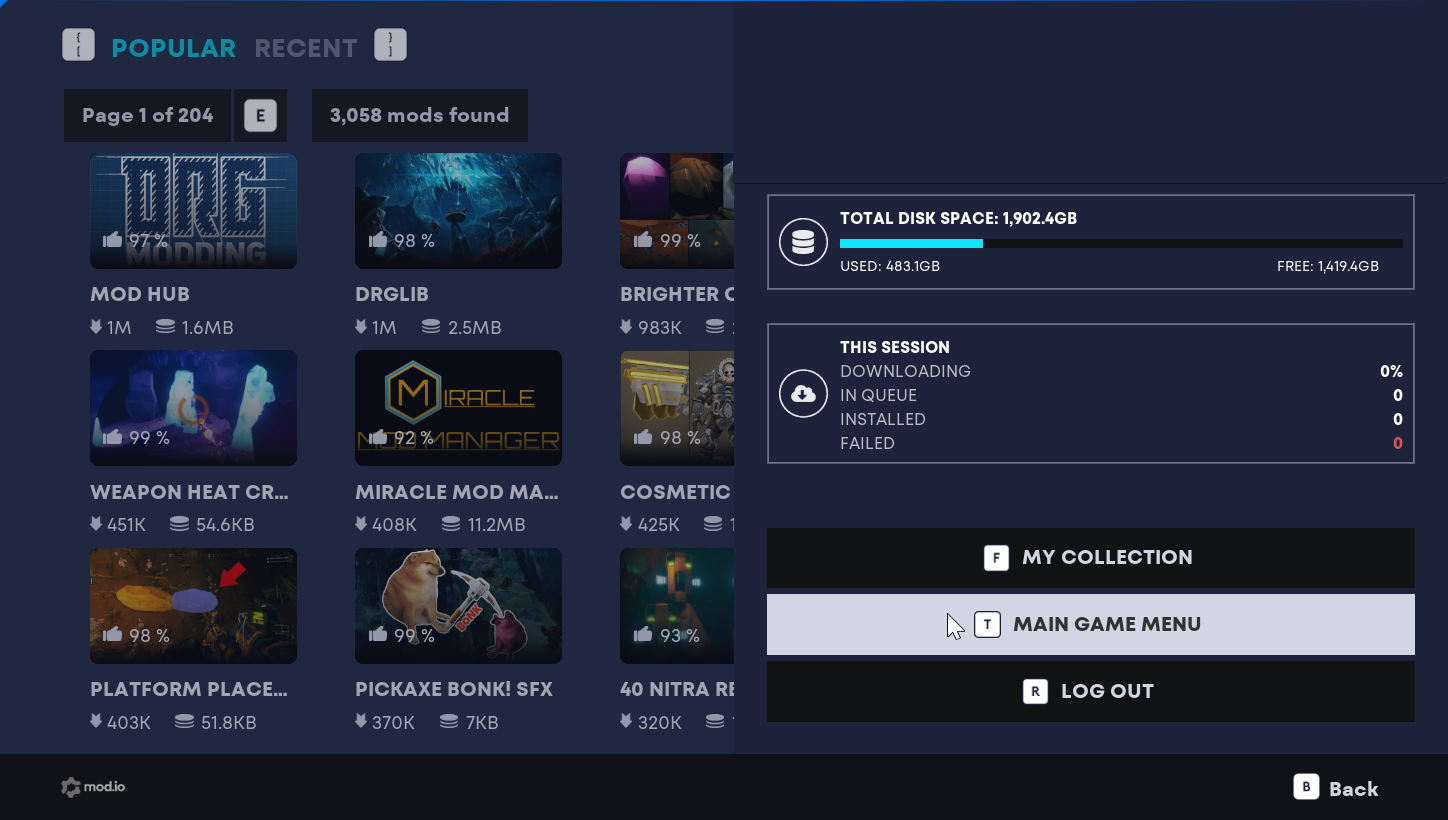 {
[
POPULAR
RECENT
}
]
Page 1 of 204
E
3,058 mods found
DRG
MODDING
97 %
98 %
99 %
MOD HUB
DRGLIB
BRIGHTER
1M
1.6MB
1M
2.5MB
983K
MIRACLE
MOD MANAGER
99 %
92 %
98 %
WEAPON HEAT CR...
MIRACLE MOD MA...
COSMETIC
451K
54.6KB
408K
11.2MB
425K
BONK
98 %
99 %
93 %
PLATFORM PLACE...
PICKAXE BONK! SFX
40 NITRA RE
403K
51.8KB
370K
7KB
320K
TOTAL DISK SPACE: 1,902.4GB
USED: 483.1GB
FREE: 1,419.4GB
THIS SESSION
DOWNLOADING 0%
IN QUEUE 0
INSTALLED 0
FAILED 0
F MY COLLECTION
T MAIN GAME MENU
R LOG OUT
mod.io
B Back